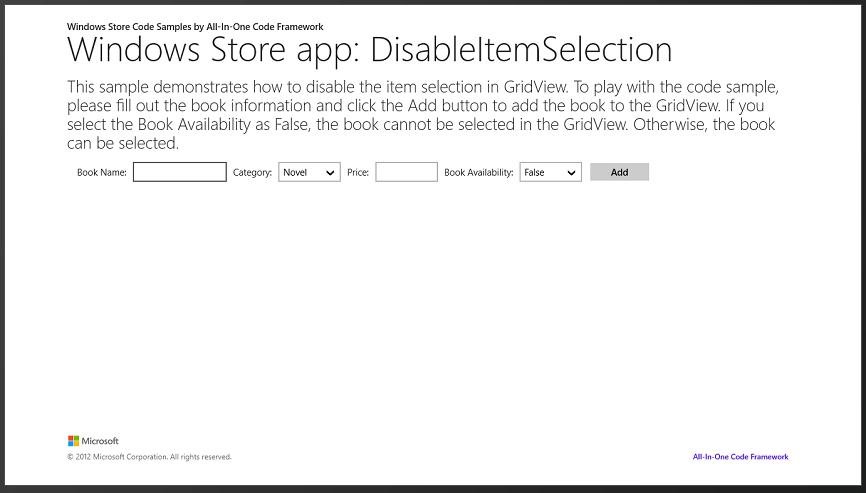 Windows Store Code Samples by All-In-One Code Framework
Windows Store app: DisableItemSelection
This sample demonstrates how to disable the item selection in GridView. To play with the code sample,
please fill out the book information and click the Add button to add the book to the GridView. If you
select the Book Availability as False, the book cannot be selected in the GridView. Otherwise, the book
can be selected.
Book Name: Category: Novel Price: Book Availability: False Add
Microsoft
© 2012 Microsoft Corporation. All rights reserved. All-In-One Code Framework